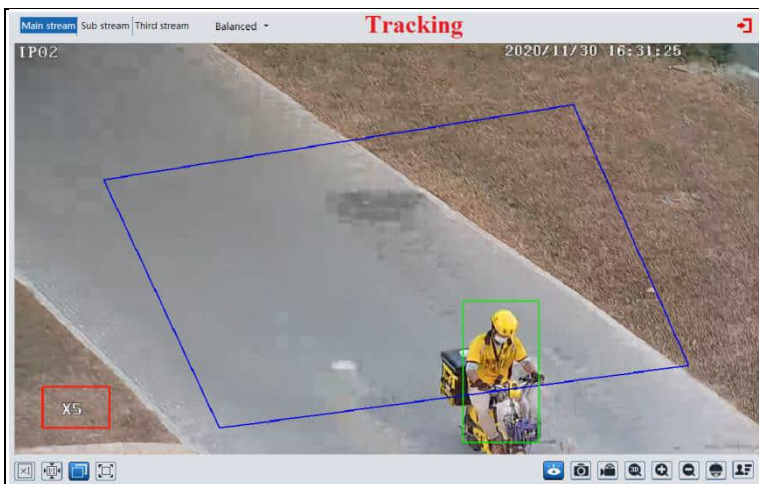 Main stream Sub stream Third stream Balanced Tracking
IP02 2020/11/30 16:31:25
X5